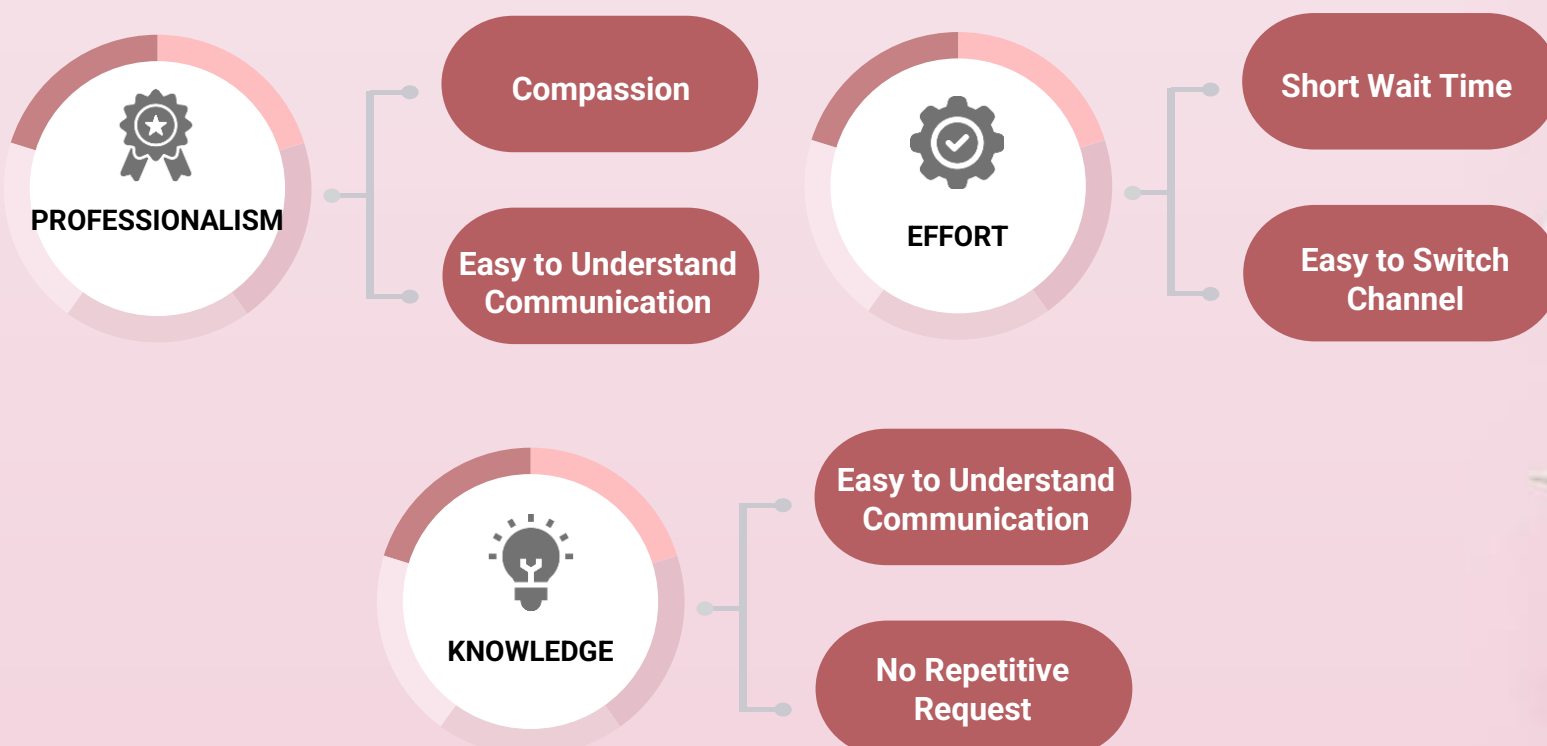 PROFESSIONALISM
Compassion
Easy to Understand
Communication
EFFORT
Short Wait Time
Easy to Switch
Channel
KNOWLEDGE
Easy to Understand
Communication
No Repetitive
Request